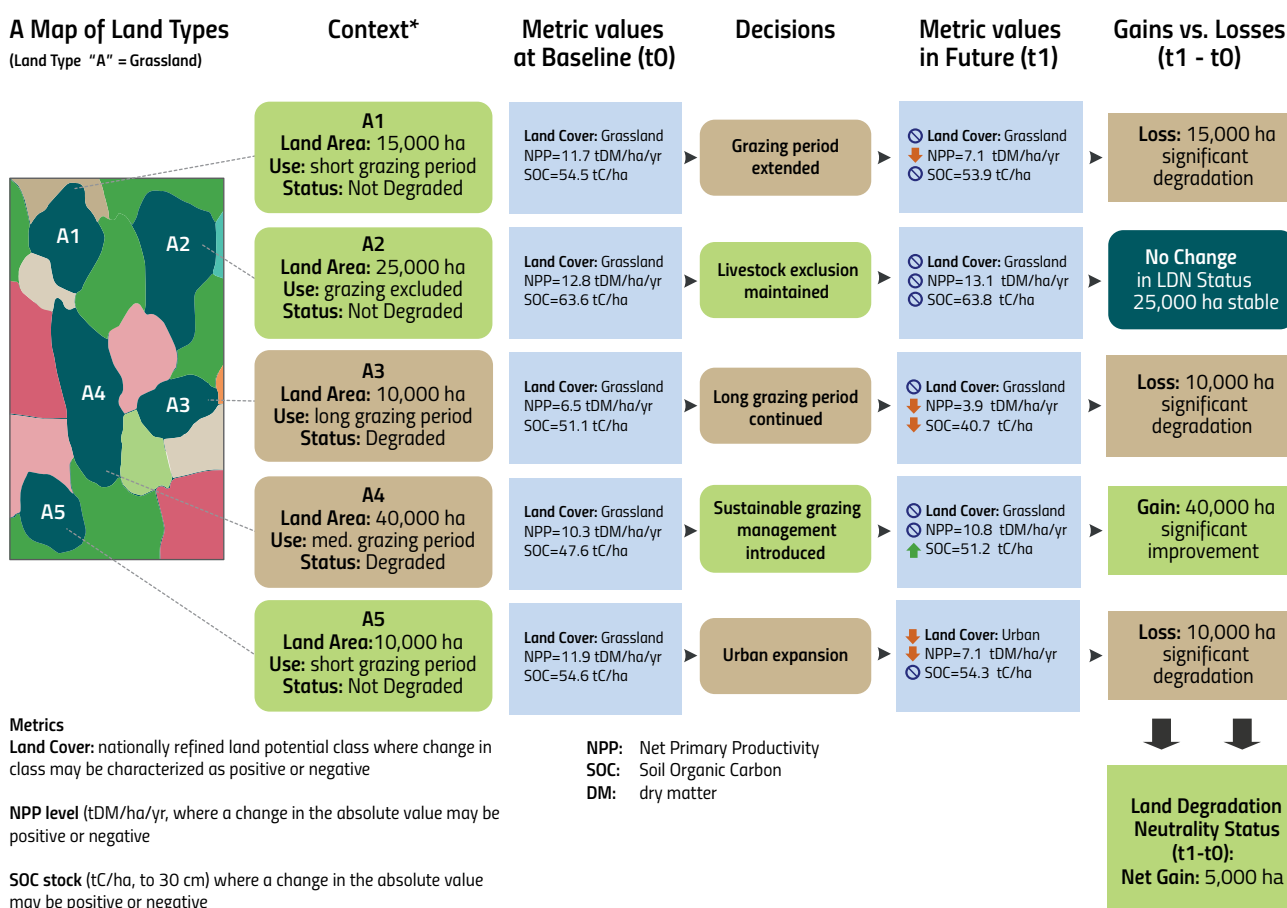 A Map of Land Types
(Land Type "A" = Grassland)
Context*
Metric values
at Baseline (t0)
Decisions
Metric values
in Future (t1)
Gains vs. Losses
(t1 - t0)
A1
A2
A4
A3
A5
A1
Land Area: 15,000 ha
Use: short grazing period
Status: Not Degraded
Land Cover: Grassland
NPP=11.7 tDM/ha/yr
SOC=54.5 tC/ha
Grazing period
extended
Land Cover: Grassland
NPP=7.1 tDM/ha/yr
SOC=53.9 tC/ha
Loss: 15,000 ha
significant
degradation
A2
Land Area: 25,000 ha
Use: grazing excluded
Status: Not Degraded
Land Cover: Grassland
NPP=12.8 tDM/ha/yr
SOC=63.6 tC/ha
Livestock exclusion
maintained
Land Cover: Grassland
NPP=13.1 tDM/ha/yr
SOC=63.8 tC/ha
No Change
in LDN Status
25,000 ha stable
A3
Land Area: 10,000 ha
Use: long grazing period
Status: Degraded
Land Cover: Grassland
NPP=6.5 tDM/ha/yr
SOC=51.1 tC/ha
Long grazing period
continued
Land Cover: Grassland
NPP=3.9 tDM/ha/yr
SOC=40.7 tC/ha
Loss: 10,000 ha
significant
degradation
A4
Land Area: 40,000 ha
Use: med. grazing period
Status: Degraded
Land Cover: Grassland
NPP=10.3 tDM/ha/yr
SOC=47.6 tC/ha
Sustainable grazing
management
introduced
Land Cover: Grassland
NPP=10.8 tDM/ha/yr
SOC=51.2 tC/ha
Gain: 40,000 ha
significant
improvement
A5
Land Area:10,000 ha
Use: short grazing period
Status: Not Degraded
Land Cover: Grassland
NPP=11.9 tDM/ha/yr
SOC=54.6 tC/ha
Urban expansion
Land Cover: Urban
NPP=7.1 tDM/ha/yr
SOC=54.3 tC/ha
Loss: 10,000 ha
significant
degradation
Metrics
Land Cover: nationally refined land potential class where change in
class may be characterized as positive or negative
NPP level (tDM/ha/yr, where a change in the absolute value may be
positive or negative
SOC stock (tC/ha, to 30 cm) where a change in the absolute value
may be positive or negative
NPP: Net Primary Productivity
SOC: Soil Organic Carbon
DM: dry matter
Land Degradation
Neutrality Status
(t1-t0):
Net Gain: 5,000 ha